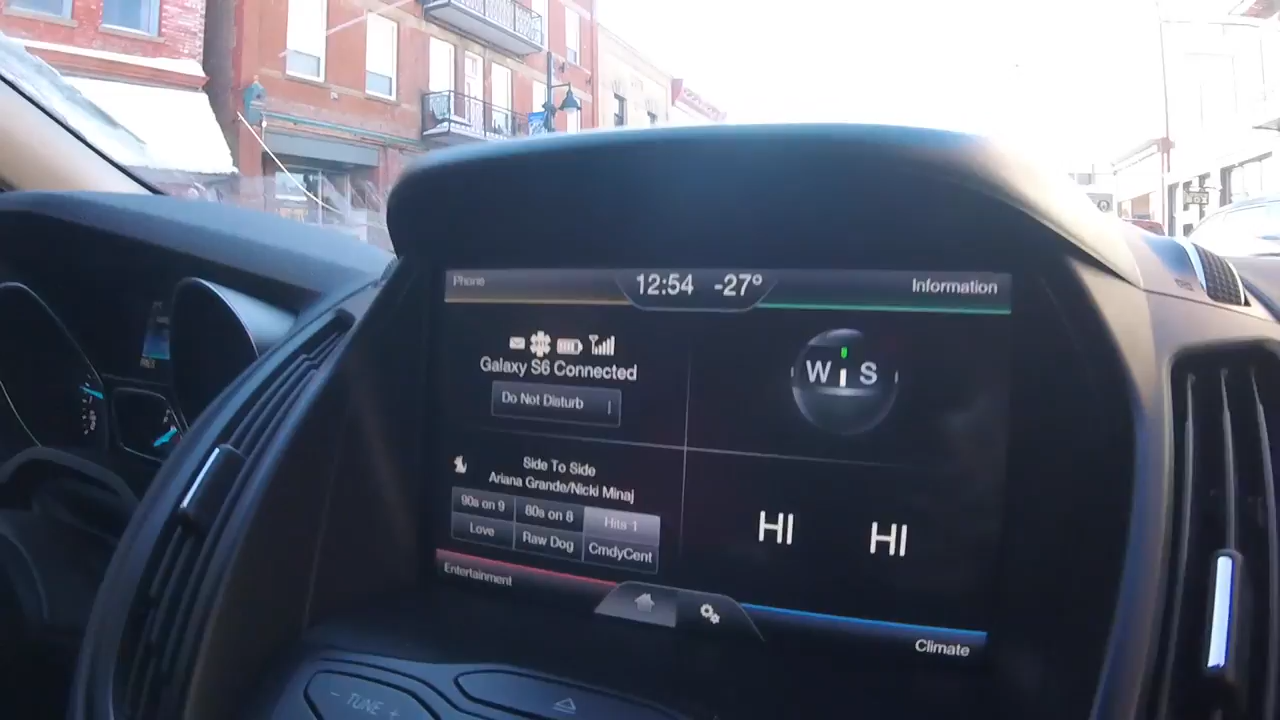 Phone
12:54 -27°
Information
Galaxy S6 Connected
Do Not Disturb
W S
Side To Side
Ariana Grande/Nicki Minaj
90s on 9
80s on 8
Hits 1
Love
Raw Dog
CmdyCent
HI HI
Entertainment
Climate
- TUNE +
BOX